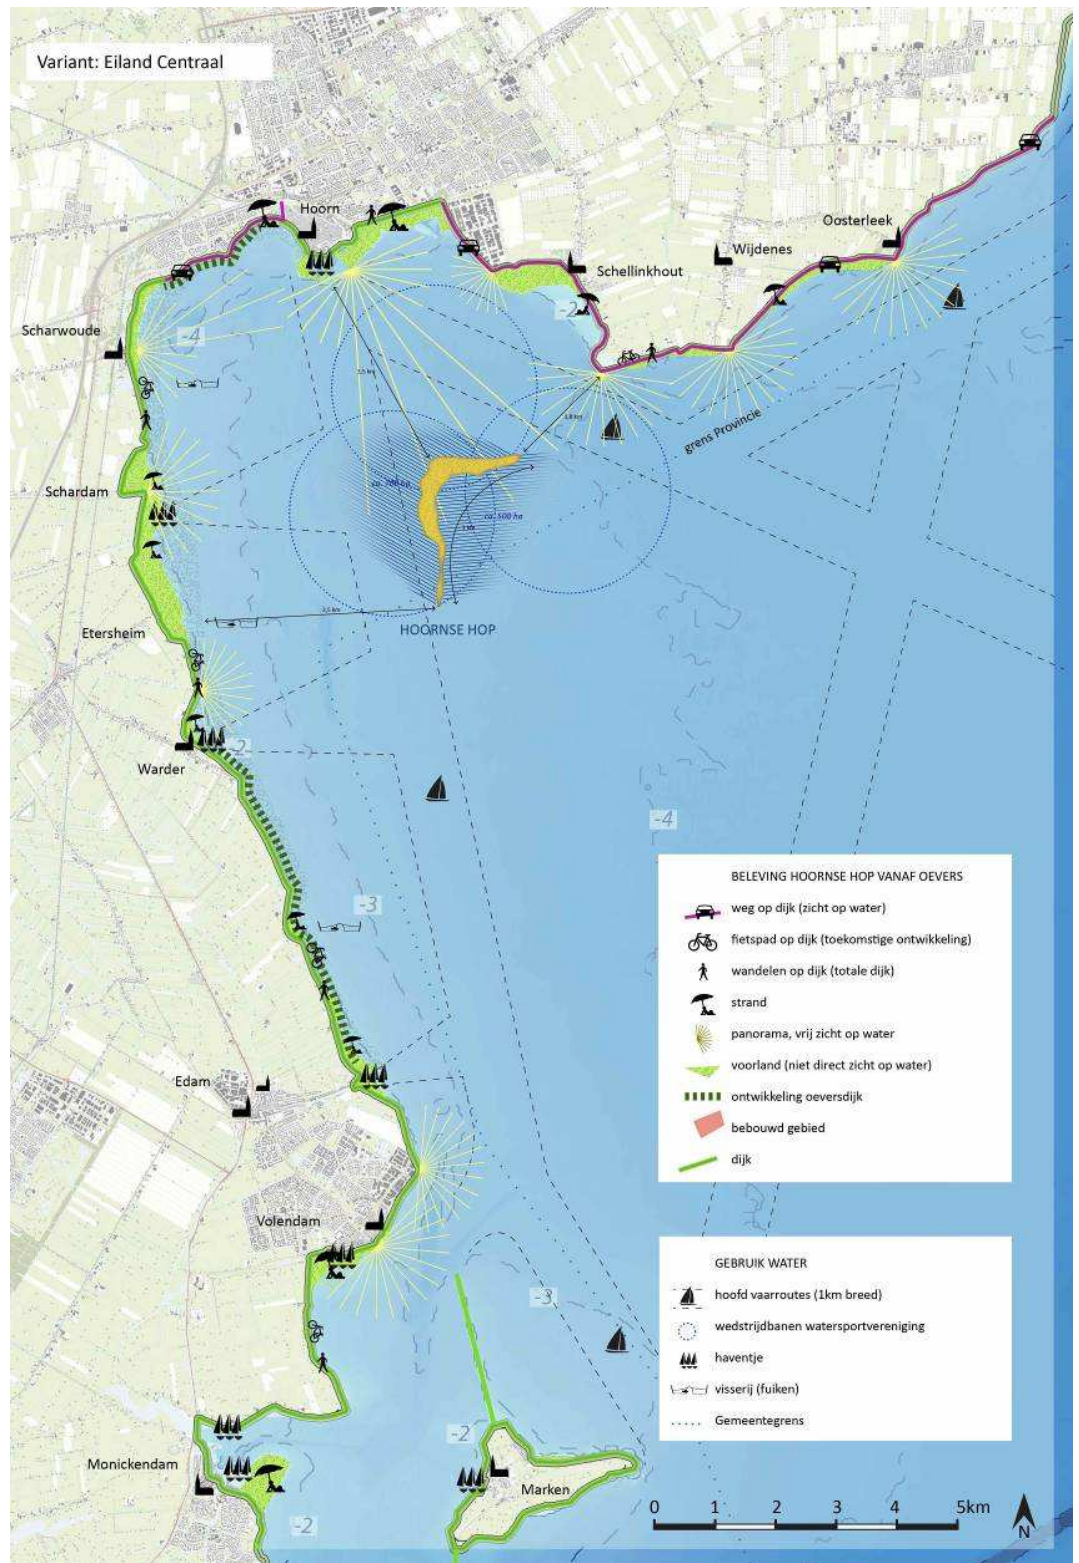 Variant: Eiland Centraal
Hoorn
Oosterleek
Wijdenes
Schellinkhout
-2
Scharwoude
-4
grens Provincie
Schardam
ca. 500 ha
Etersheim
HOORNSE HOP
-2
Warder
-4
-3
BELEVING HOORNSE HOP VANAF OEVERS
weg op dijk (zicht op water)
fietspad op dijk (toekomstige ontwikkeling)
wandelen op dijk (totale dijk)
strand
panorama, vrij zicht op water
voorland (niet direct zicht op water)
ontwikkeling oeversdijk
bebouwd gebied
dijk
Edam
Volendam
GEBRUIK WATER
hoofd vaarroutes (1km breed)
wedstrijdbanen watersportvereniging
haventje
visserij (fuiken)
Gemeentegrens
-3
-2
Monickendam
Marken
-2
0 1 2 3 4 5km
N